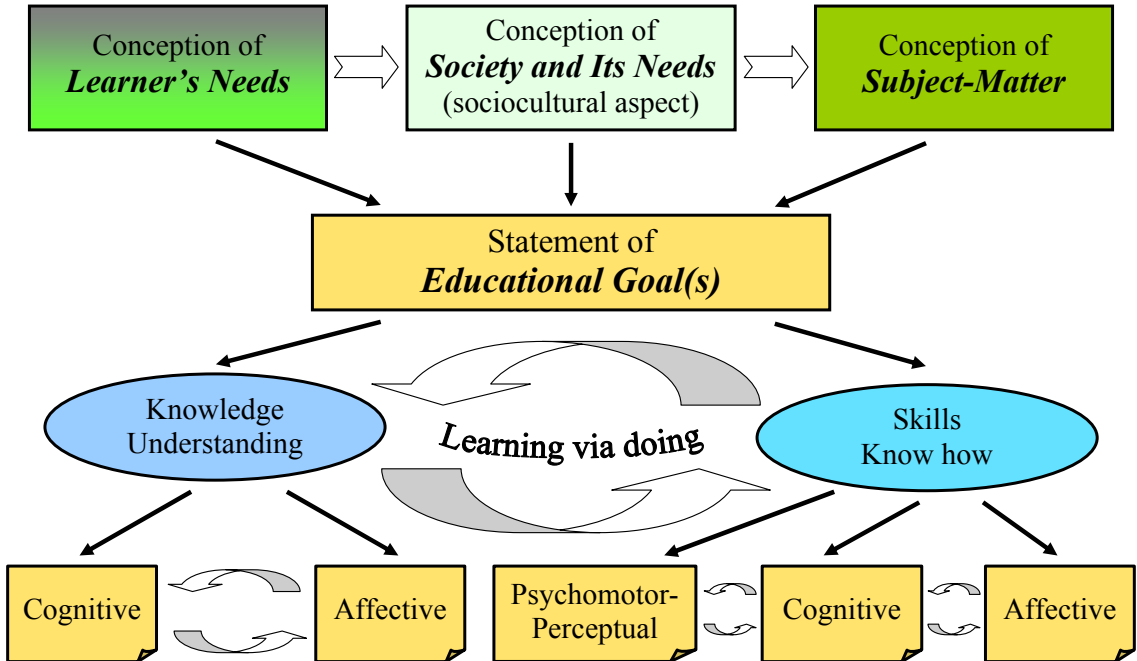 Conception of
Learner's Needs
Conception of
Society and Its Needs
(sociocultural aspect)
Conception of
Subject-Matter
Statement of
Educational Goal(s)
Knowledge
Understanding
Learning via doing
Skills
Know how
Cognitive
Affective
Psychomotor-
Perceptual
Cognitive
Affective